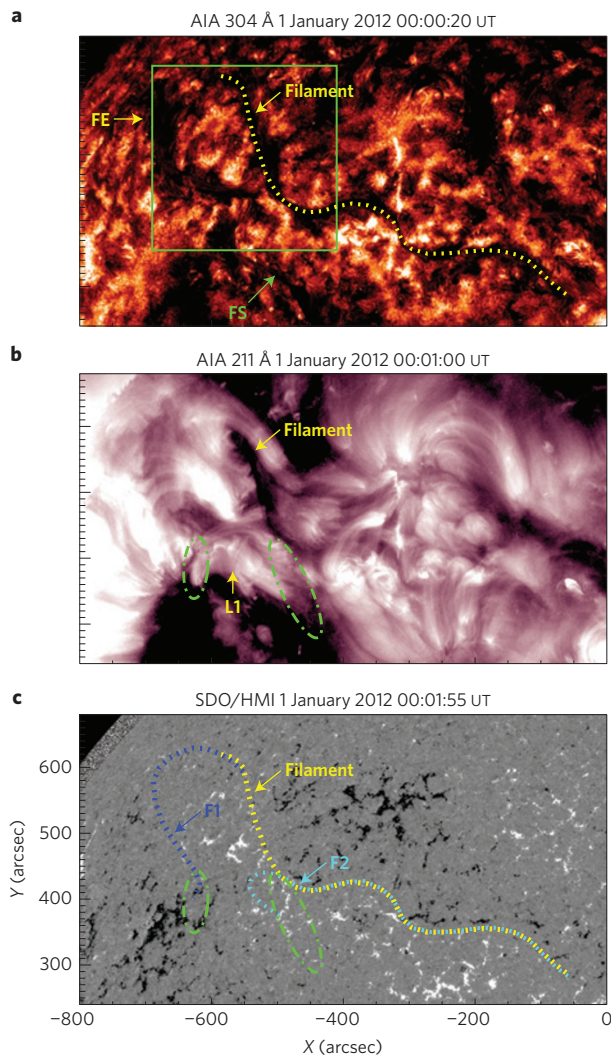 a
AIA 304 Å 1 January 2012 00:00:20 UT
Filament
FE
FS
b
AIA 211 Å 1 January 2012 00:01:00 UT
Filament
L1
c
SDO/HMI 1 January 2012 00:01:55 UT
600
Filament
F1
500
F2
Y (arcsec)
400
300
−800
−600
−400
−200
0
X (arcsec)